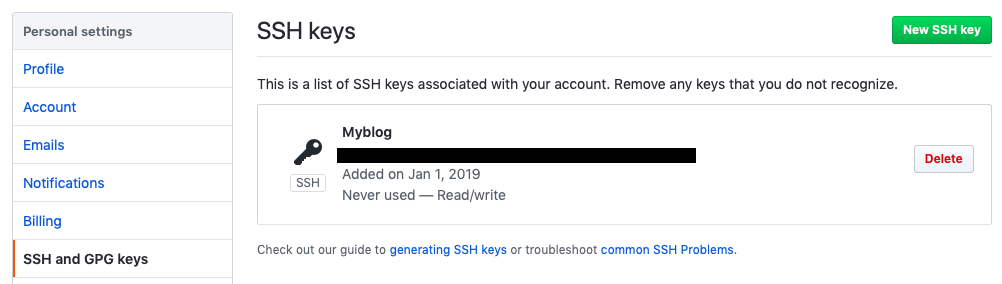 Personal settings
Profile
Account
Emails
Notifications
Billing
SSH and GPG keys
SSH keys
New SSH key
This is a list of SSH keys associated with your account. Remove any keys that you do not recognize.
Myblog
SSH
Added on Jan 1, 2019
Never used — Read/write
Delete
Check out our guide to generating SSH keys or troubleshoot common SSH Problems.